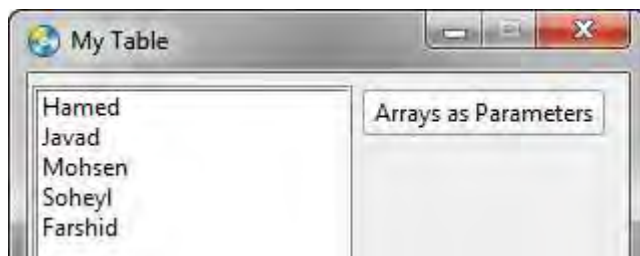 My Table
Hamed
Javad
Mohsen
Soheyl
Farshid
Arrays as Parameters